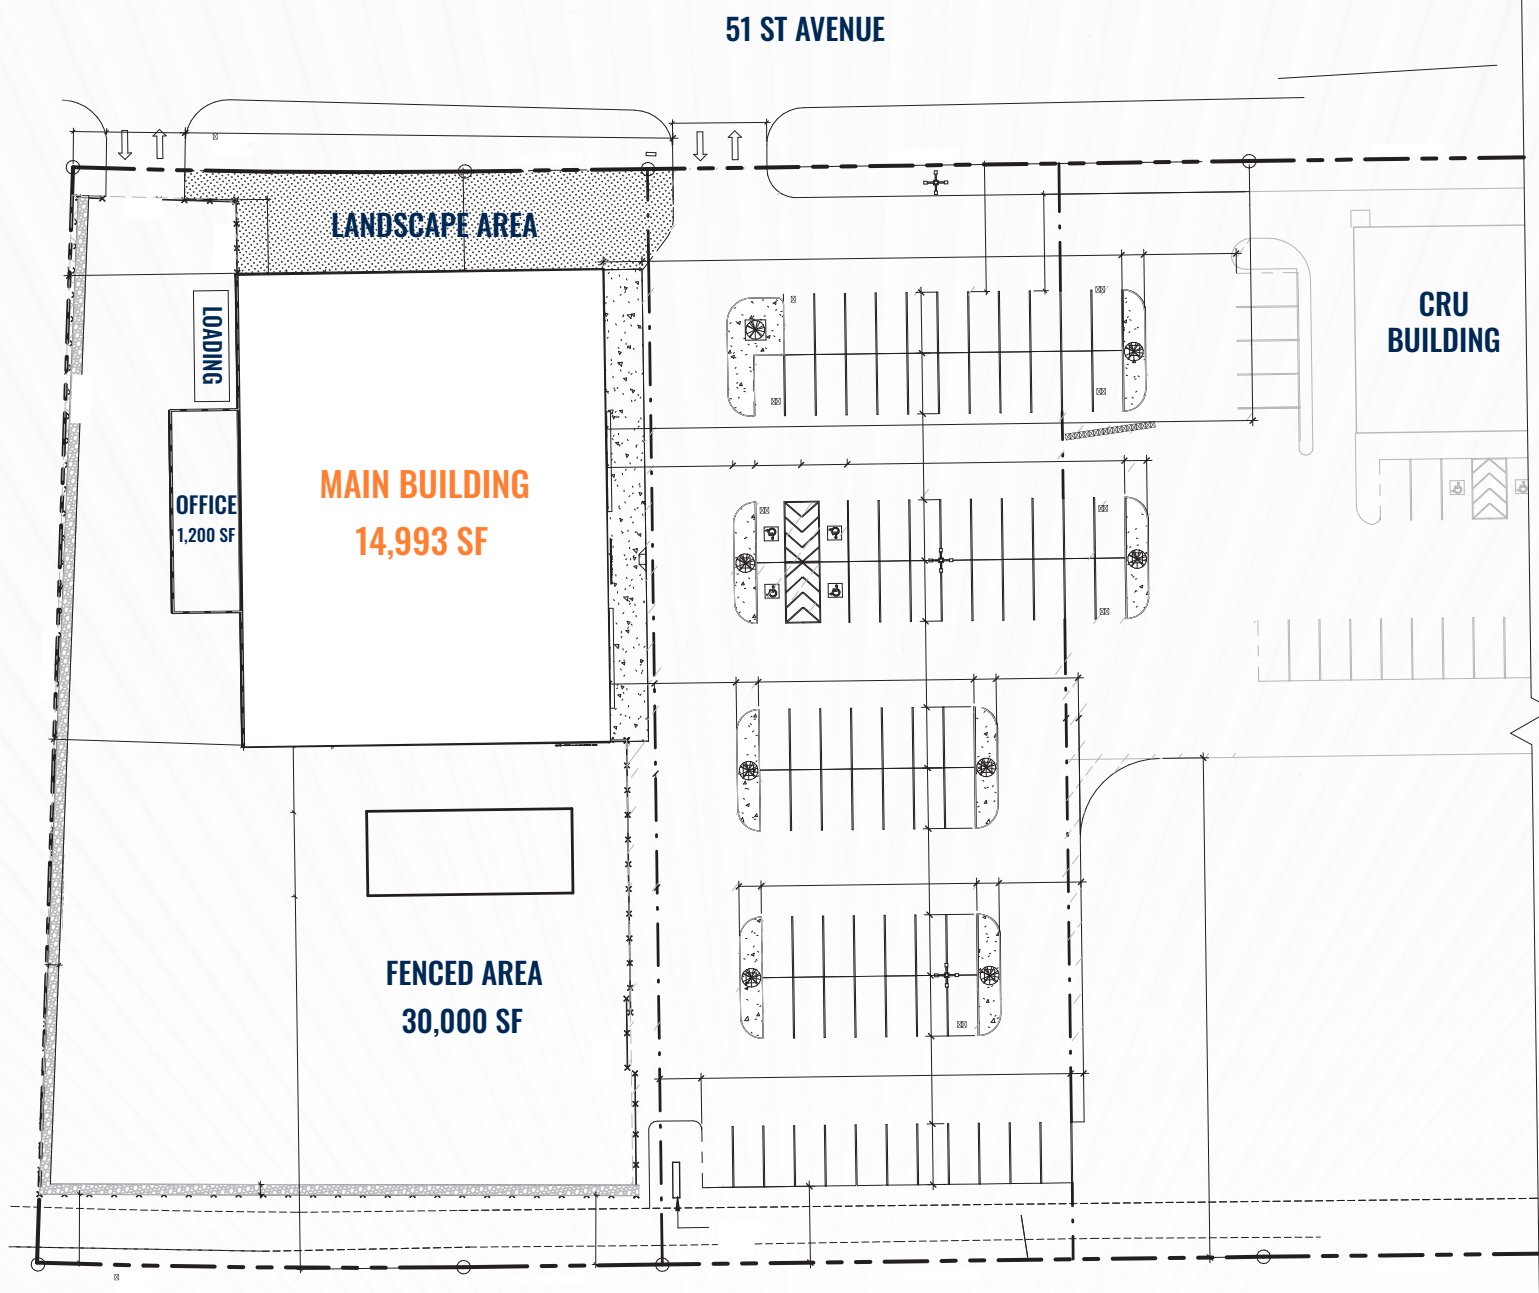 51 ST AVENUE
LANDSCAPE AREA
LOADING
CRU
BUILDING
MAIN BUILDING
14,993 SF
OFFICE
1,200 SF
FENCED AREA
30,000 SF